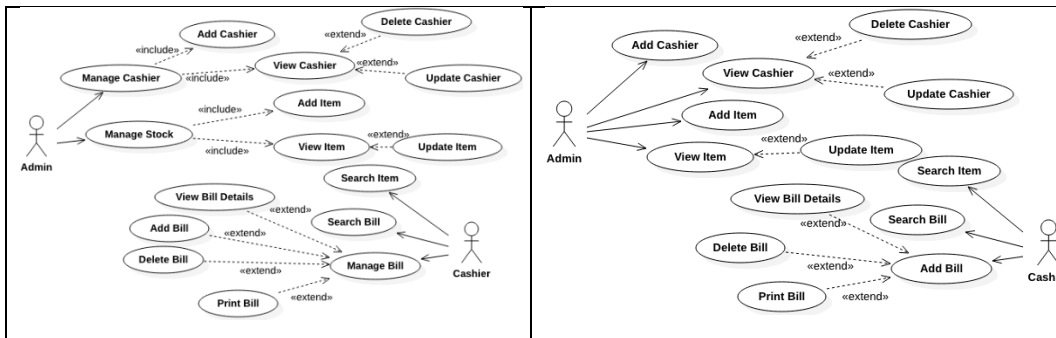 Delete Cashier
«extend»
Add Cashier
«include»
View Cashier
«extend»
Manage Cashier
«include»
Update Cashier
Add Item
«include»
Manage Stock
«include»
View Item
«extend»
Update Item
Admin
Search Item
View Bill Details
«extend»
Search Bill
Add Bill
«extend»
Delete Bill
«extend»
Manage Bill
Cashier
Print Bill
«extend»
Delete Cashier
«extend»
Add Cashier
View Cashier
«extend»
Update Cashier
Add Item
Admin
View Item
«extend»
Update Item
Search Item
View Bill Details
«extend»
Search Bill
Delete Bill
«extend»
Add Bill
Cash
Print Bill
«extend»